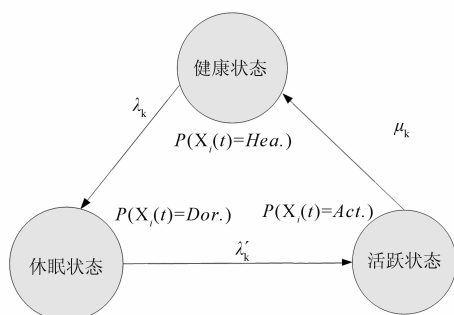 健康状态
λk
μk
P(Xi(t)=Hea.)
P(Xi(t)=Dor.)
P(Xi(t)=Act.)
休眠状态
λ′k
活跃状态